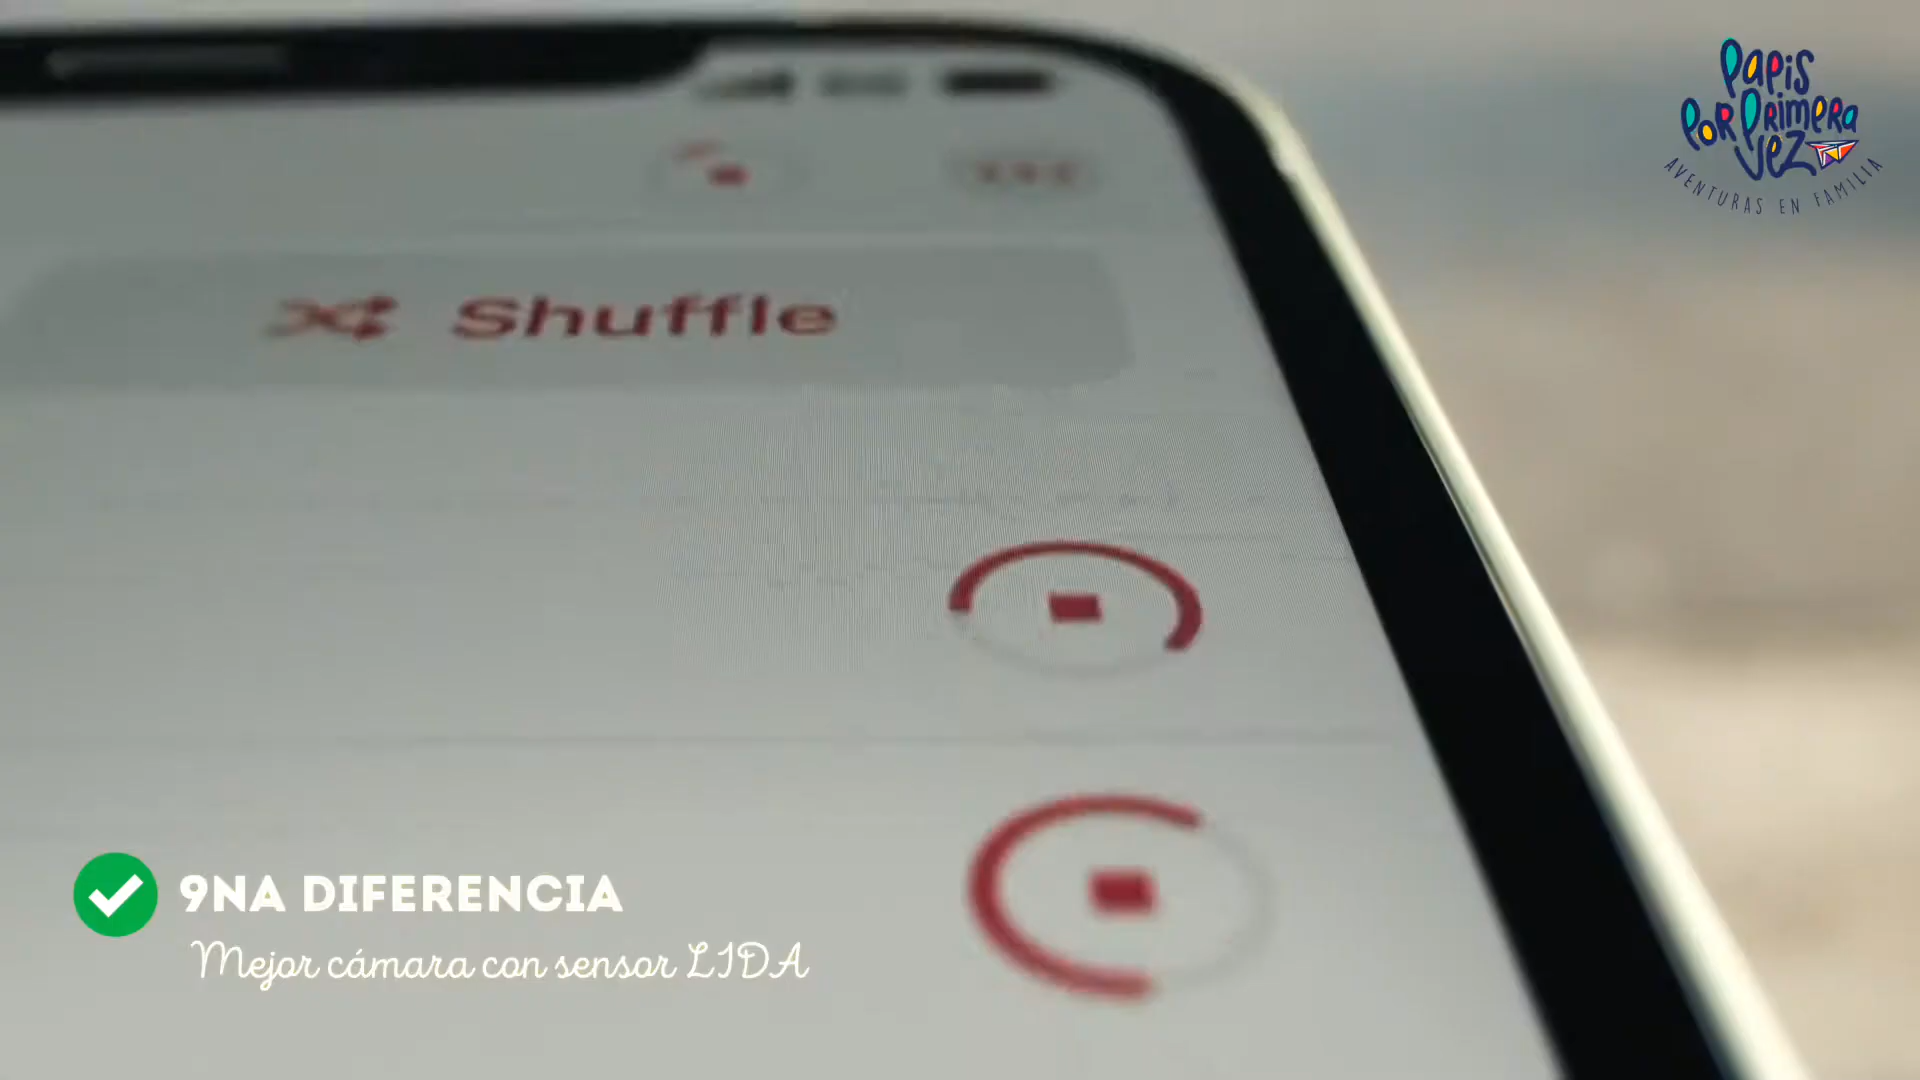 Papis
Por Primera
Vez
AVENTURAS EN FAMILIA
Shuffle
9NA DIFERENCIA
Mejor cámara con sensor LIDA